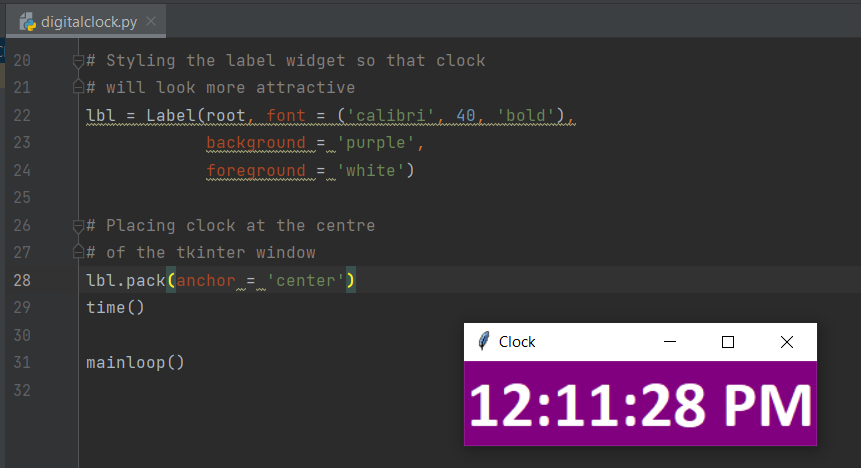 digitalclock.py
20 # Styling the label widget so that clock
21 # will look more attractive
22 lbl = Label(root, font = ('calibri', 40, 'bold'),
23 background = 'purple',
24 foreground = 'white')
25
26 # Placing clock at the centre
27 # of the tkinter window
28 lbl.pack(anchor = 'center')
29 time()
30
31 mainloop()
32
Clock
12:11:28 PM